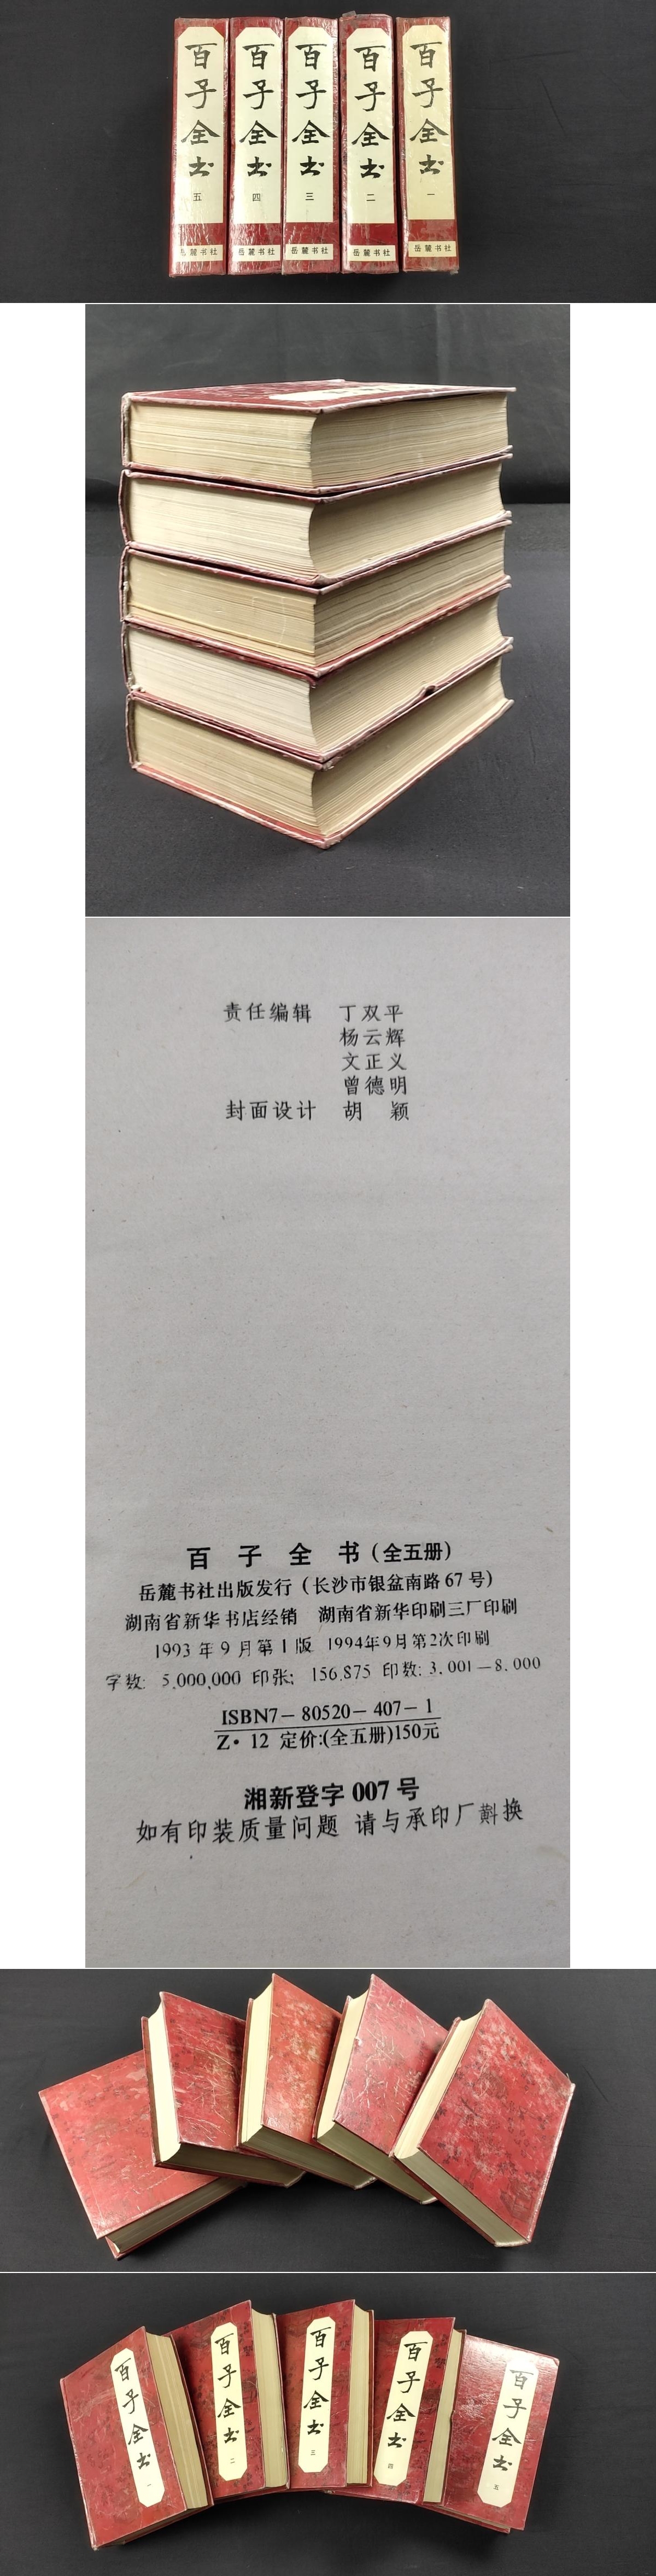 百子全书
五
岳麓书社
百子全书
四
岳麓书社
百子全书
三
岳麓书社
百子全书
二
岳麓书社
百子全书
一
岳麓书社
责任编辑 丁双平
杨云辉
文正义
曾德明
封面设计 胡 颖
百 子 全 书(全五册)
岳麓书社出版发行(长沙市银盆南路67号)
湖南省新华书店经销 湖南省新华印刷三厂印刷
1993年9月第1版 1994年9月第2次印刷
字数: 5,000,000 印张: 156.875 印数: 3.001—8.000
ISBN7-80520-407-1
Z·12 定价:(全五册)150元
湘新登字007号
如有印装质量问题 请与承印厂斟换
百子全书
一
百子全书
二
百子全书
三
百子全书
四
百子全书
五